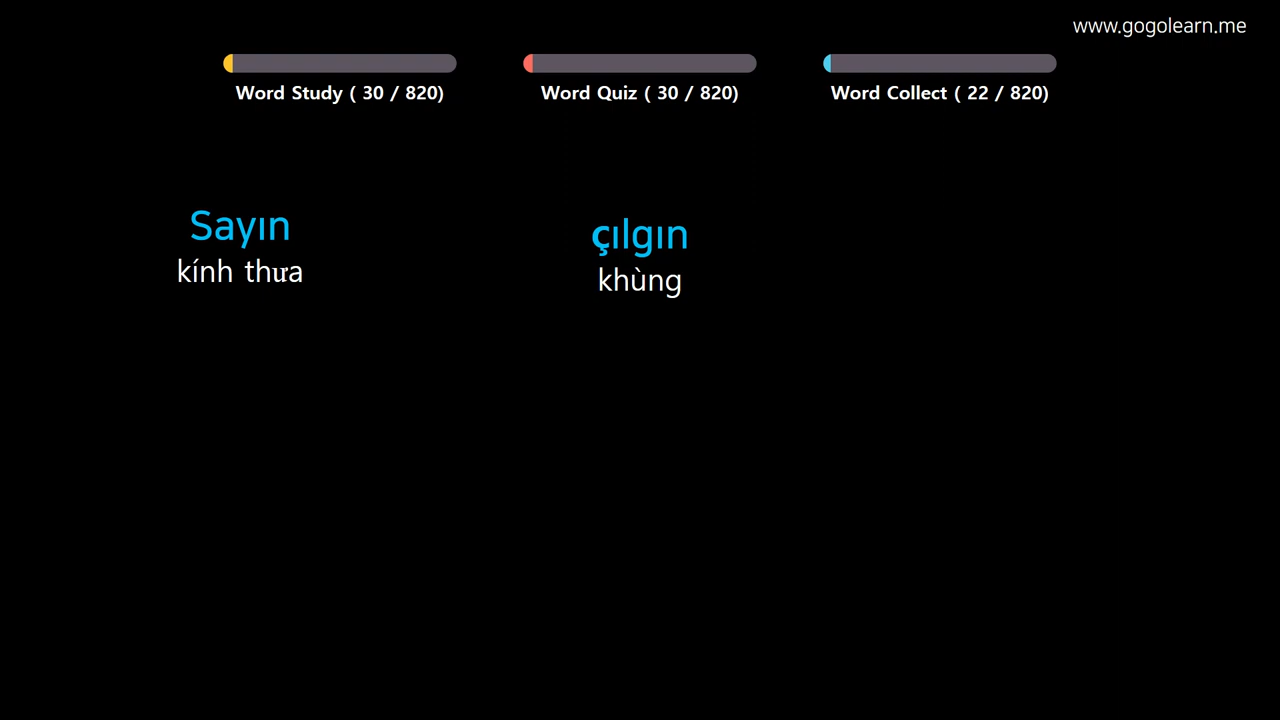 www.gogolearn.me
Word Study ( 30 / 820)
Word Quiz ( 30 / 820)
Word Collect ( 22 / 820)
Sayın
kính thưa
çılgın
khùng